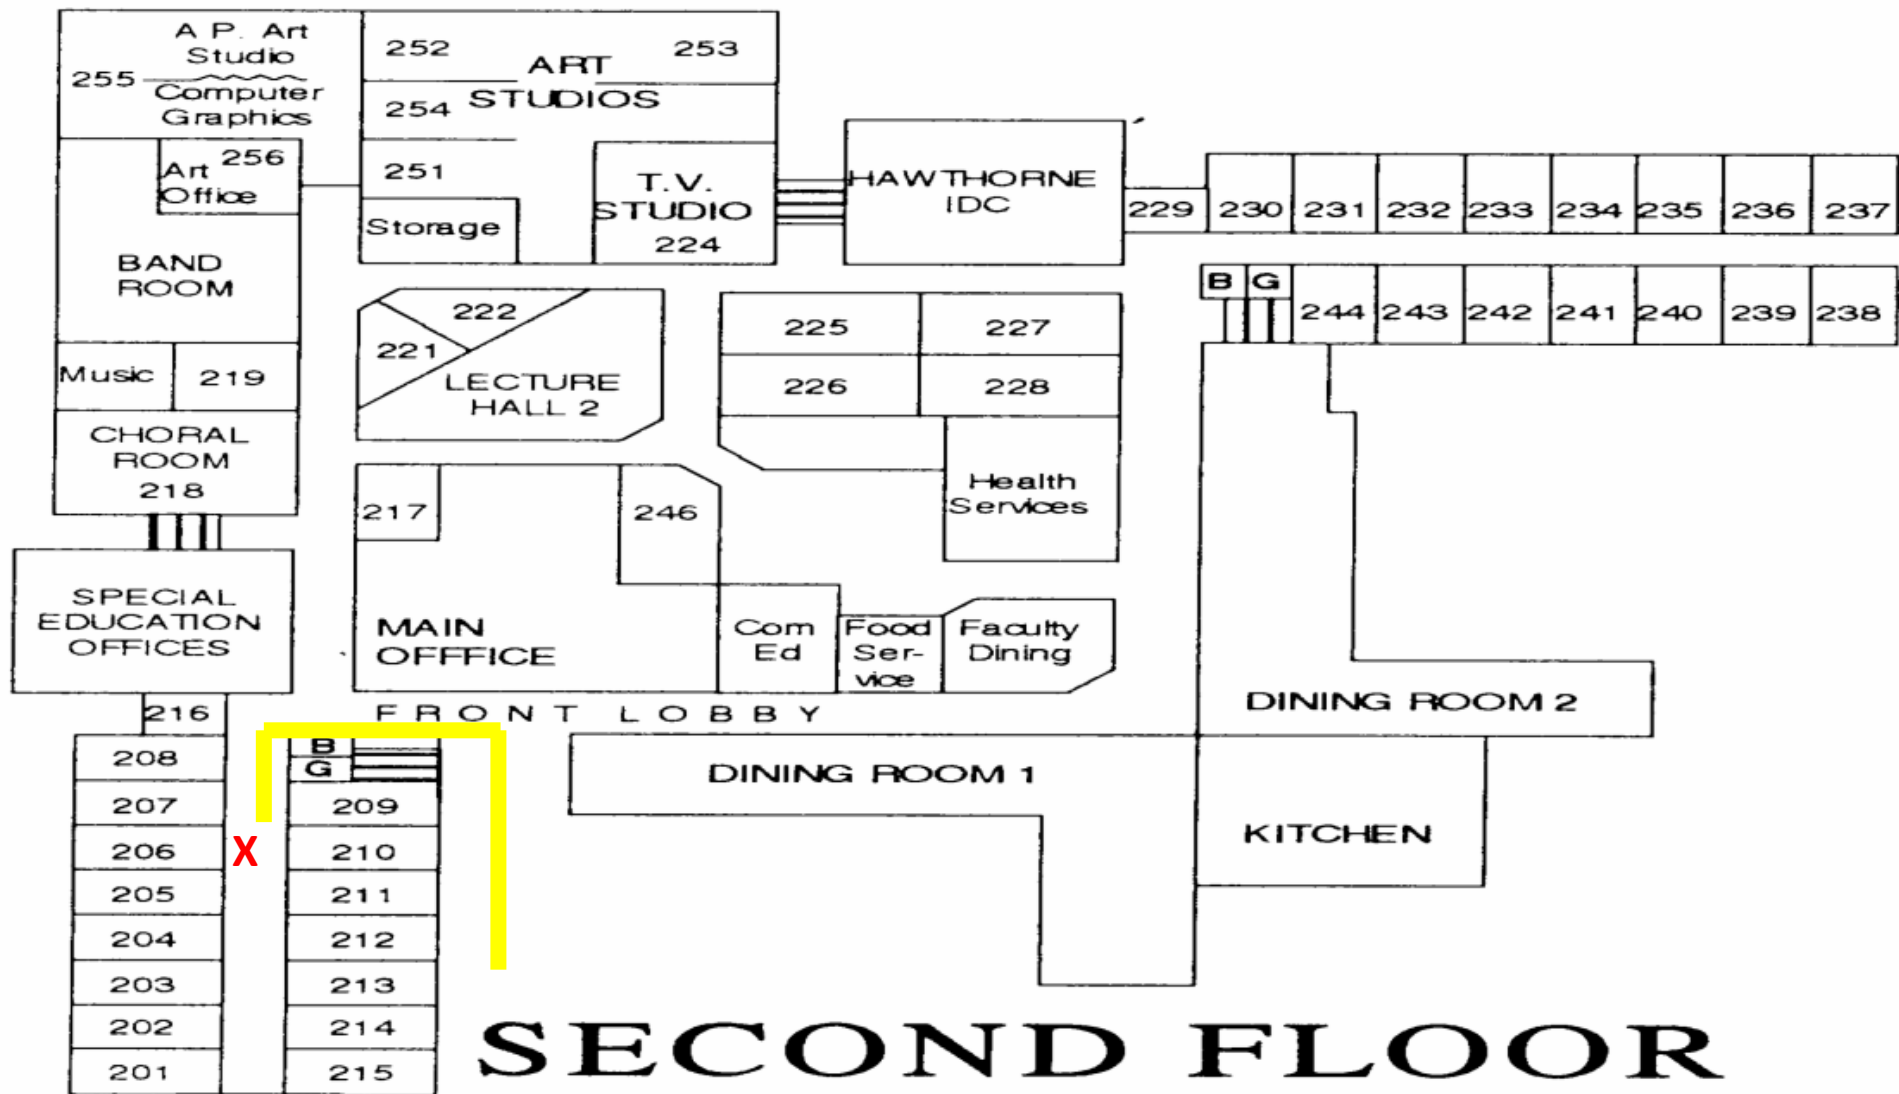 A P. Art
Studio
255
Computer
Graphics
252
253
ART
STUDIOS
254
256
Art
Office
251
Storage
T.V.
STUDIO
224
HAWTHORNE
IDC
229
230
231
232
233
234
235
236
237
BAND
ROOM
222
221
LECTURE
HALL 2
225
227
226
228
B
G
244
243
242
241
240
239
238
Music
219
CHORAL
ROOM
218
217
246
Health
Services
SPECIAL
EDUCATION
OFFICES
MAIN
OFFFICE
Com
Ed
Food
Ser-
vice
Faculty
Dining
216
FRONT LOBBY
DINING ROOM 2
208
B
G
DINING ROOM 1
207
209
206
X
210
KITCHEN
205
211
204
212
203
213
202
214
201
215
SECOND FLOOR